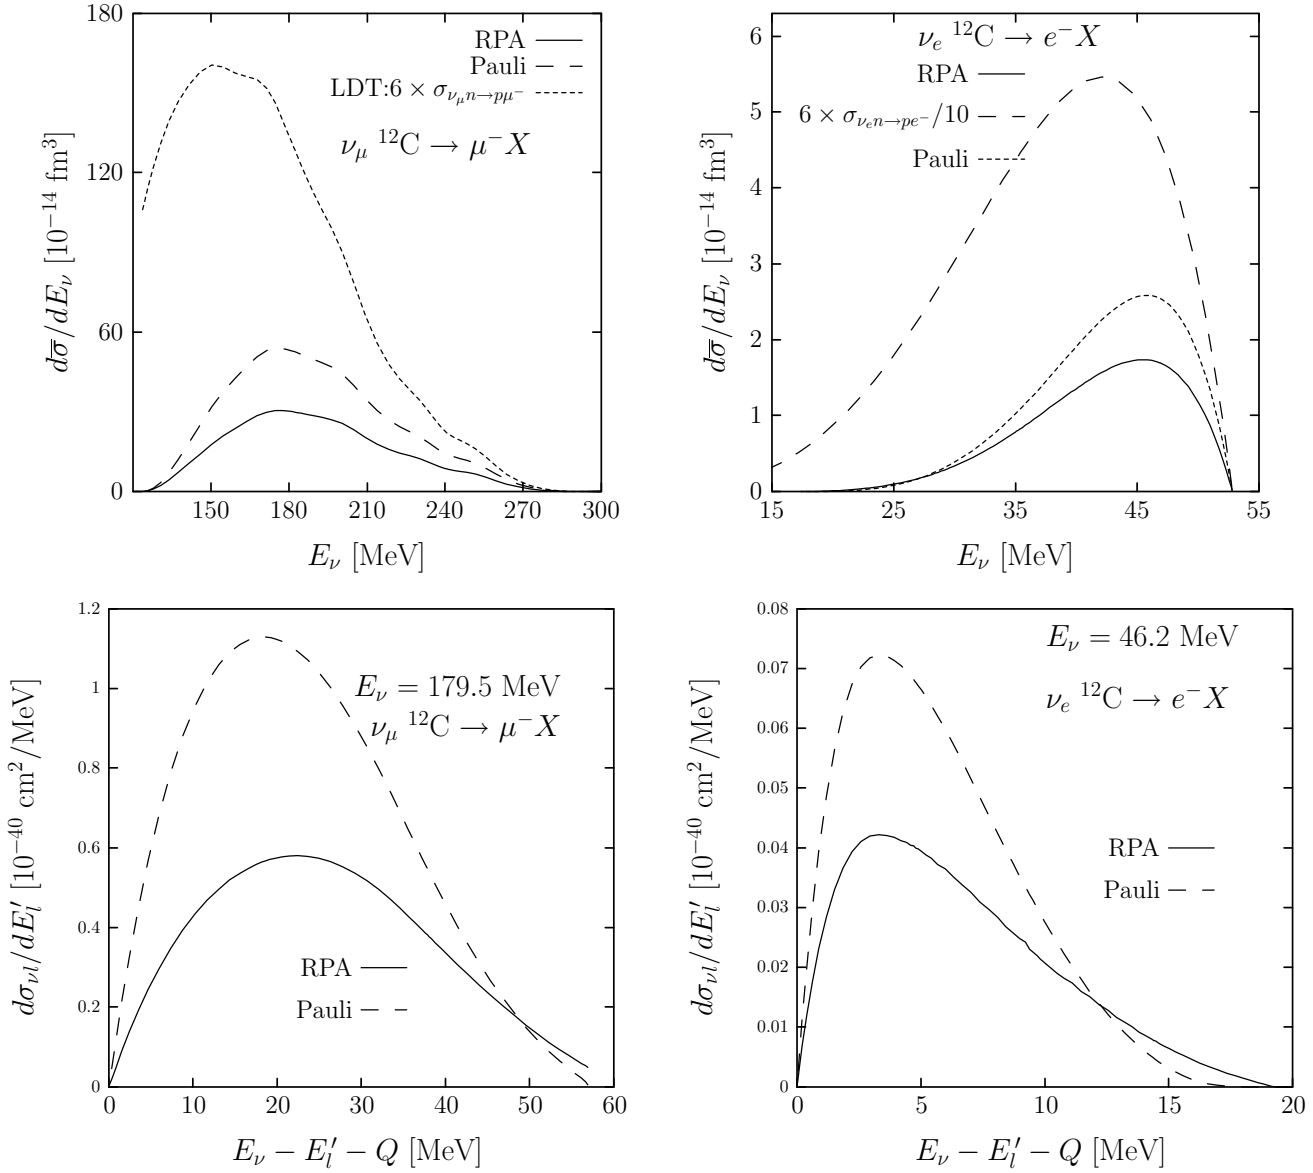 180
120
60
0
150
180
210
240
270
300
dσ̅/dE_ν [10^−14 fm^3]
E_ν [MeV]
RPA
Pauli
LDT:6 × σ_{ν_μ n→pμ^−}
ν_μ ^12C → μ^− X
6
5
4
3
2
1
0
15
25
35
45
55
dσ̅/dE_ν [10^−14 fm^3]
E_ν [MeV]
ν_e ^12C → e^− X
RPA
6 × σ_{ν_e n→pe^−}/10
Pauli
1.2
1
0.8
0.6
0.4
0.2
0
0
10
20
30
40
50
60
dσ_{νl}/dE′_l [10^−40 cm^2/MeV]
E_ν − E′_l − Q [MeV]
E_ν = 179.5 MeV
ν_μ ^12C → μ^− X
RPA
Pauli
0.08
0.07
0.06
0.05
0.04
0.03
0.02
0.01
0
0
5
10
15
20
dσ_{νl}/dE′_l [10^−40 cm^2/MeV]
E_ν − E′_l − Q [MeV]
E_ν = 46.2 MeV
ν_e ^12C → e^− X
RPA
Pauli